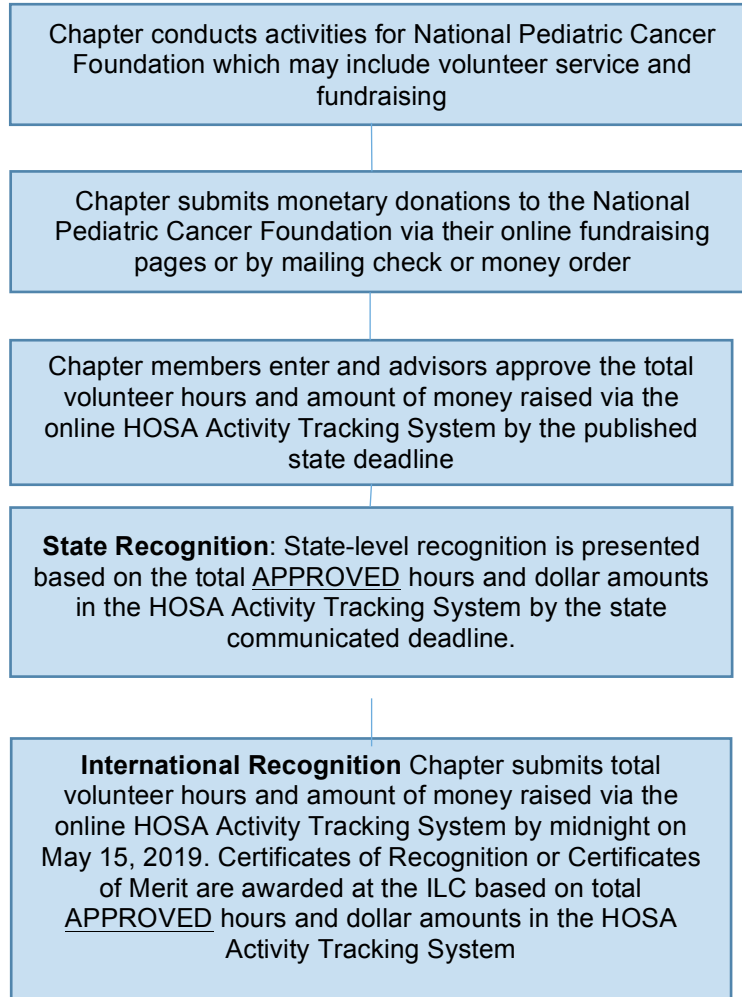 Chapter conducts activities for National Pediatric Cancer
Foundation which may include volunteer service and
fundraising
Chapter submits monetary donations to the National
Pediatric Cancer Foundation via their online fundraising
pages or by mailing check or money order
Chapter members enter and advisors approve the total
volunteer hours and amount of money raised via the
online HOSA Activity Tracking System by the published
state deadline
State Recognition: State-level recognition is presented
based on the total APPROVED hours and dollar amounts
in the HOSA Activity Tracking System by the state
communicated deadline.
International Recognition Chapter submits total
volunteer hours and amount of money raised via the
online HOSA Activity Tracking System by midnight on
May 15, 2019. Certificates of Recognition or Certificates
of Merit are awarded at the ILC based on total
APPROVED hours and dollar amounts in the HOSA
Activity Tracking System